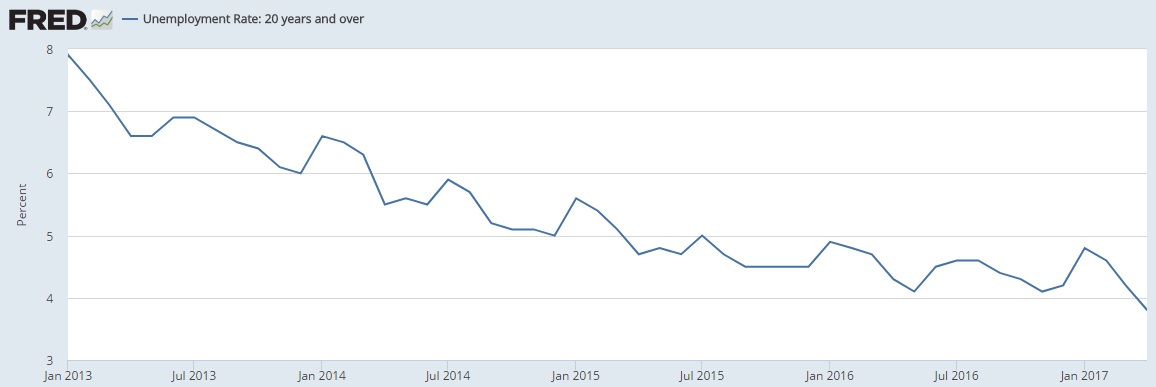 FRED
Unemployment Rate: 20 years and over
8
7
6
5
4
3
Percent
Jan 2013
Jul 2013
Jan 2014
Jul 2014
Jan 2015
Jul 2015
Jan 2016
Jul 2016
Jan 2017